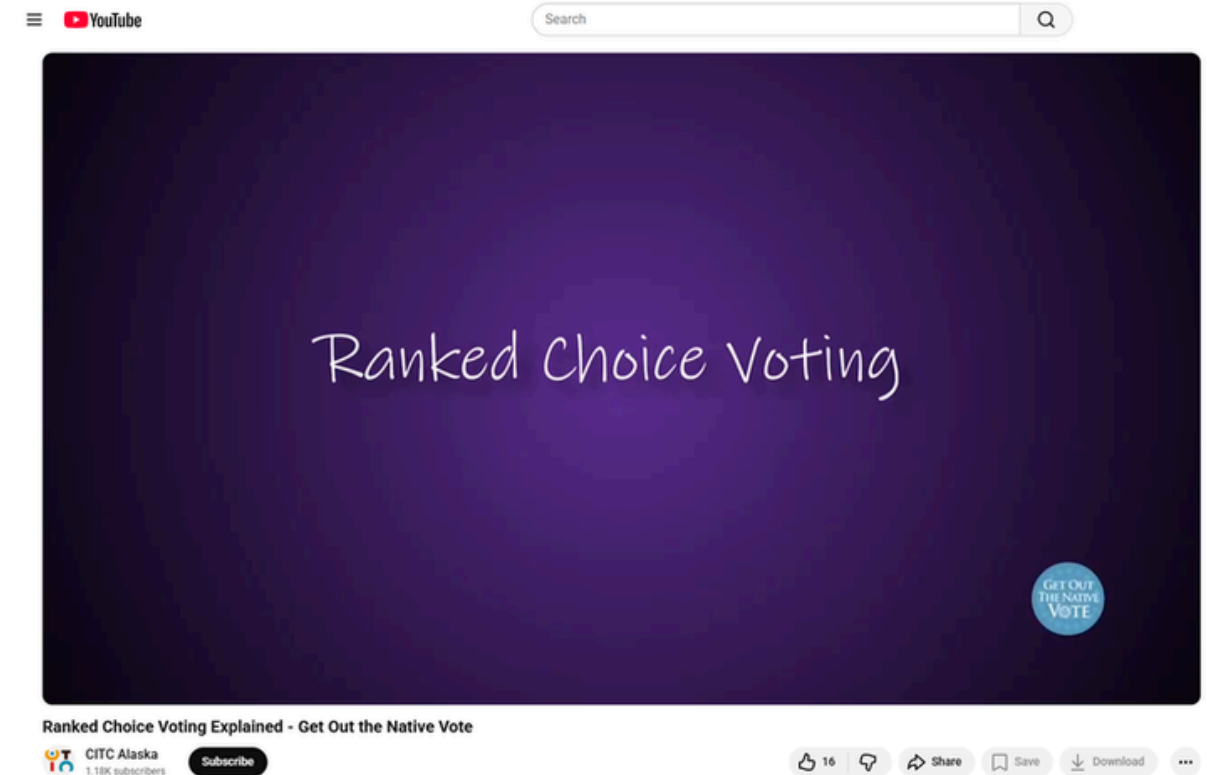 YouTube
Search
Ranked Choice Voting
GET OUT
THE NATIVE
VOTE
Ranked Choice Voting Explained - Get Out the Native Vote
CITC Alaska
1.18K subscribers
Subscribe
16
Share
Save
Download